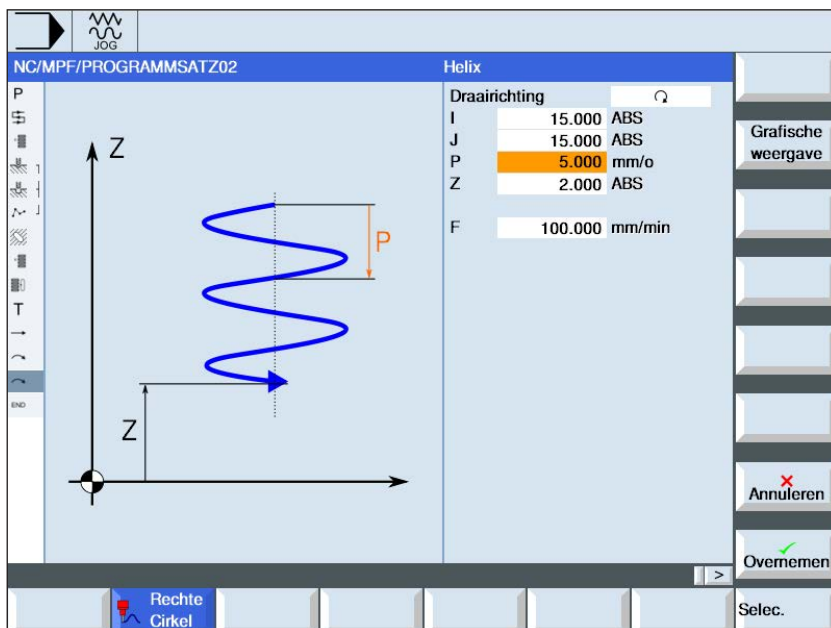 JOG
NC/MPF/PROGRAMMSATZ02
Helix
P
T
END
Z
P
Z
Draairichting
I 15.000 ABS
J 15.000 ABS
P 5.000 mm/o
Z 2.000 ABS
F 100.000 mm/min
Grafische
weergave
Annuleren
Overnemen
>
Rechte
Cirkel
Selec.